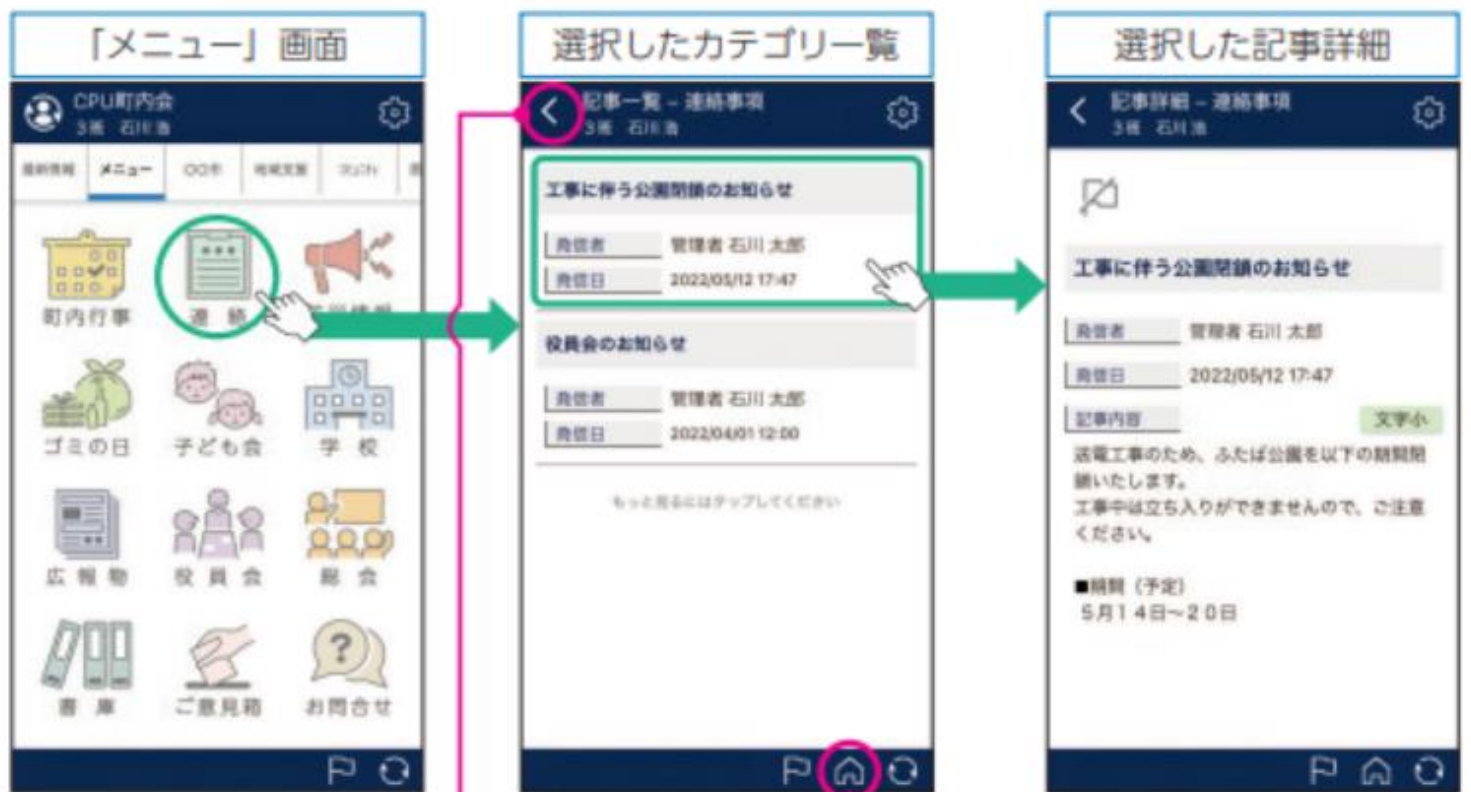 「メニュー」画面
選択したカテゴリ一覧
選択した記事詳細
CPU町内会
3班 石川 浩
最新情報 メニュー 〇〇市 地域支援
町内行事
連絡
ゴミの日
子ども会
学校
広報物
役員会
総会
書庫
ご意見箱
お問合せ
記事一覧 – 連絡事項
3班 石川 浩
工事に伴う公園閉鎖のお知らせ
発信者 管理者 石川 太郎
発信日 2022/05/12 17:47
役員会のお知らせ
発信者 管理者 石川 太郎
発信日 2022/04/01 12:00
もっと見るにはタップしてください
記事詳細 – 連絡事項
3班 石川 浩
工事に伴う公園閉鎖のお知らせ
発信者 管理者 石川 太郎
発信日 2022/05/12 17:47
記事内容 文字小
送電工事のため、ふたば公園を以下の期間閉
鎖いたします。
工事中は立ち入りができませんので、ご注意
ください。
■期間（予定）
5月14日～20日